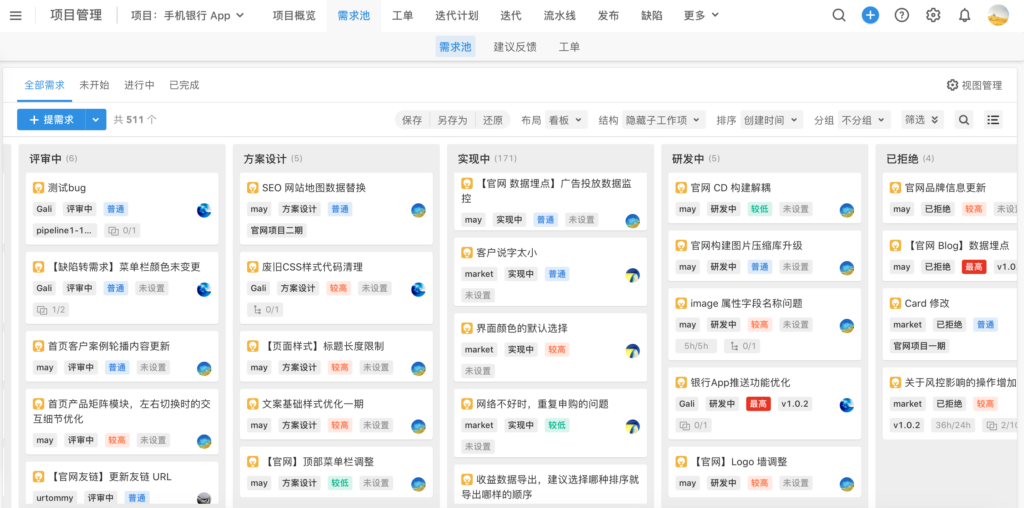 项目管理
项目：手机银行 App
项目概览
需求池
工单
迭代计划
迭代
流水线
发布
缺陷
更多
需求池
建议反馈
工单
全部需求
未开始
进行中
已完成
视图管理
提需求
共 511 个
保存
另存为
还原
布局 看板
结构 隐藏子工作项
排序 创建时间
分组 不分组
筛选
评审中 (6)
测试bug
Gali 评审中 普通
pipeline1-1... 0/1
【缺陷转需求】菜单栏颜色末变更
Gali 评审中 普通 未设置
1/2
首页客户案例轮播内容更新
may 评审中 普通 未设置
首页产品矩阵模块，左右切换时的交
互细节优化
may 评审中 较高 未设置
【官网友链】更新友链 URL
urtommy 评审中 普通
方案设计 (5)
SEO 网站地图数据替换
may 方案设计 普通
官网项目二期
废旧CSS样式代码清理
Gali 方案设计 较高 未设置
0/1
【页面样式】标题长度限制
may 方案设计 较高 未设置
文案基础样式优化一期
may 方案设计 较高 未设置
【官网】顶部菜单栏调整
may 方案设计 较低 未设置
实现中 (171)
【官网 数据埋点】广告投放数据监
控
may 实现中 普通 未设置
客户说字太小
market 实现中 普通
未设置
界面颜色的默认选择
market 实现中 较高
未设置
网络不好时，重复申购的问题
market 实现中 较低
未设置
收益数据导出，建议选择哪种排序就
导出哪样的顺序
研发中 (5)
官网 CD 构建解耦
may 研发中 较低 未设置
官网构建图片压缩库升级
may 研发中 普通 未设置
image 属性字段名称问题
may 研发中 较高 未设置
5h/5h 0/1
银行App推送功能优化
Gali 研发中 最高 v1.0.2
0/1
【官网】Logo 墙调整
may 研发中 较高 未设置
已拒绝 (4)
官网品牌信息更新
may 已拒绝 较高
【官网 Blog】数据埋点
may 已拒绝 最高 v1.0
Card 修改
market 已拒绝 普通
官网项目一期
关于风控影响的操作增加
market 已拒绝 较高
v1.0.2 36h/24h